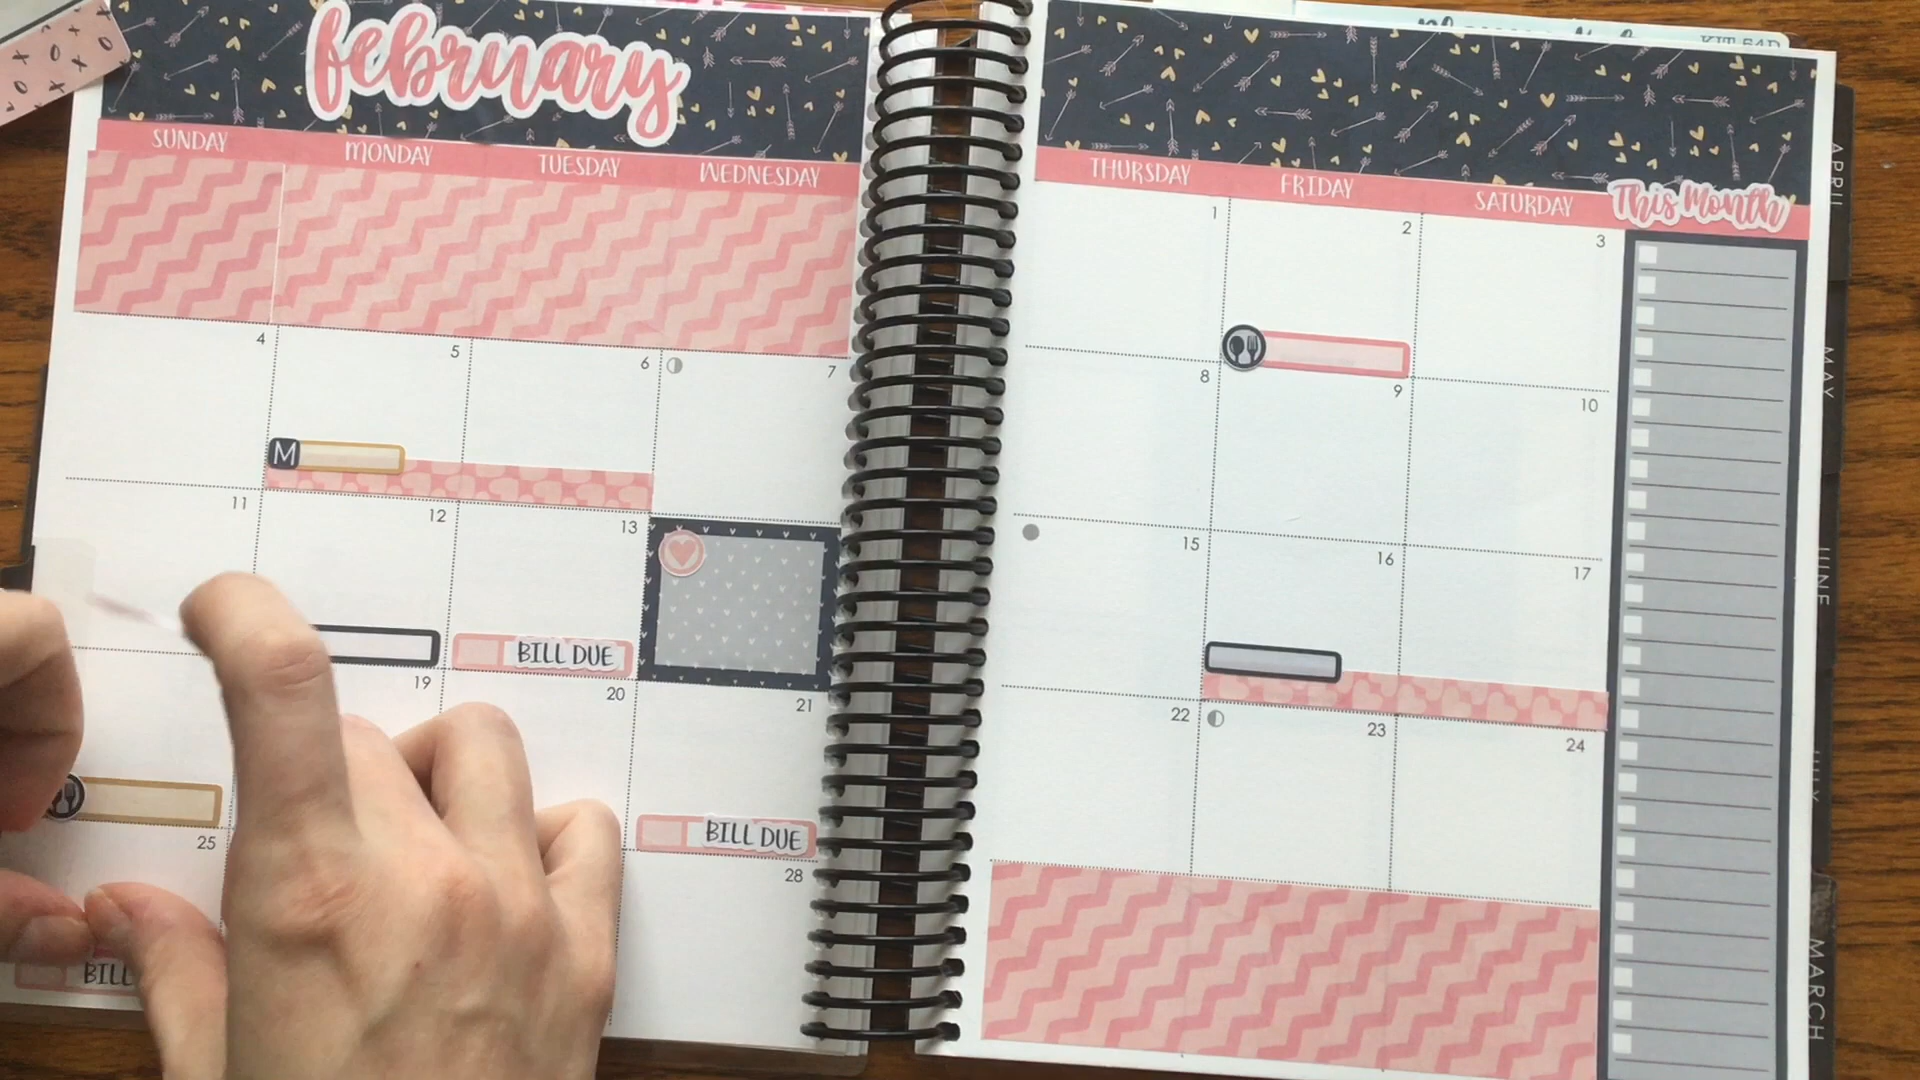 february
SUNDAY MONDAY TUESDAY WEDNESDAY
4 5 6 7
M
11 12 13
BILL DUE
19 20 21
BILL DUE
25 28
BILL
THURSDAY FRIDAY SATURDAY This Month
1 2 3
8 9 10
15 16 17
22 23 24
APRIL
MAY
JUNE
JULY
MARCH